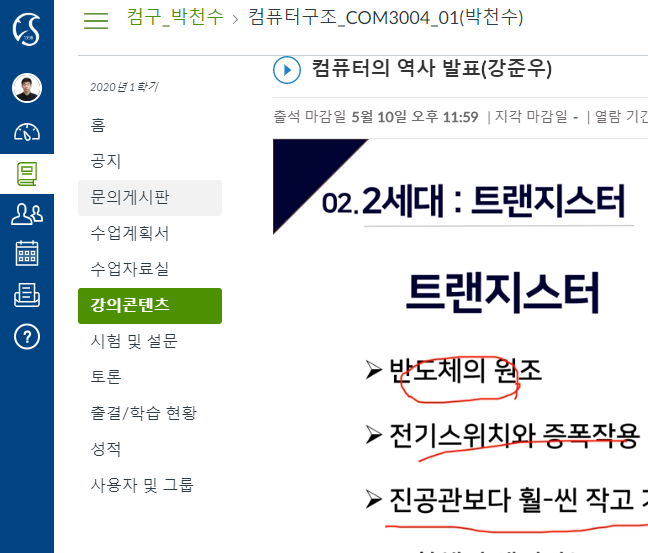 컴구_박천수 > 컴퓨터구조_COM3004_01(박천수)
2020년 1학기
홈
공지
문의게시판
수업계획서
수업자료실
강의콘텐츠
시험 및 설문
토론
출결/학습 현황
성적
사용자 및 그룹
컴퓨터의 역사 발표(강준우)
출석 마감일 5월 10일 오후 11:59 | 지각 마감일 - | 열람 기간
02. 2세대 : 트랜지스터
트랜지스터
➤ 반도체의 원조
➤ 전기스위치와 증폭작용
➤ 진공관보다 훨-씬 작고